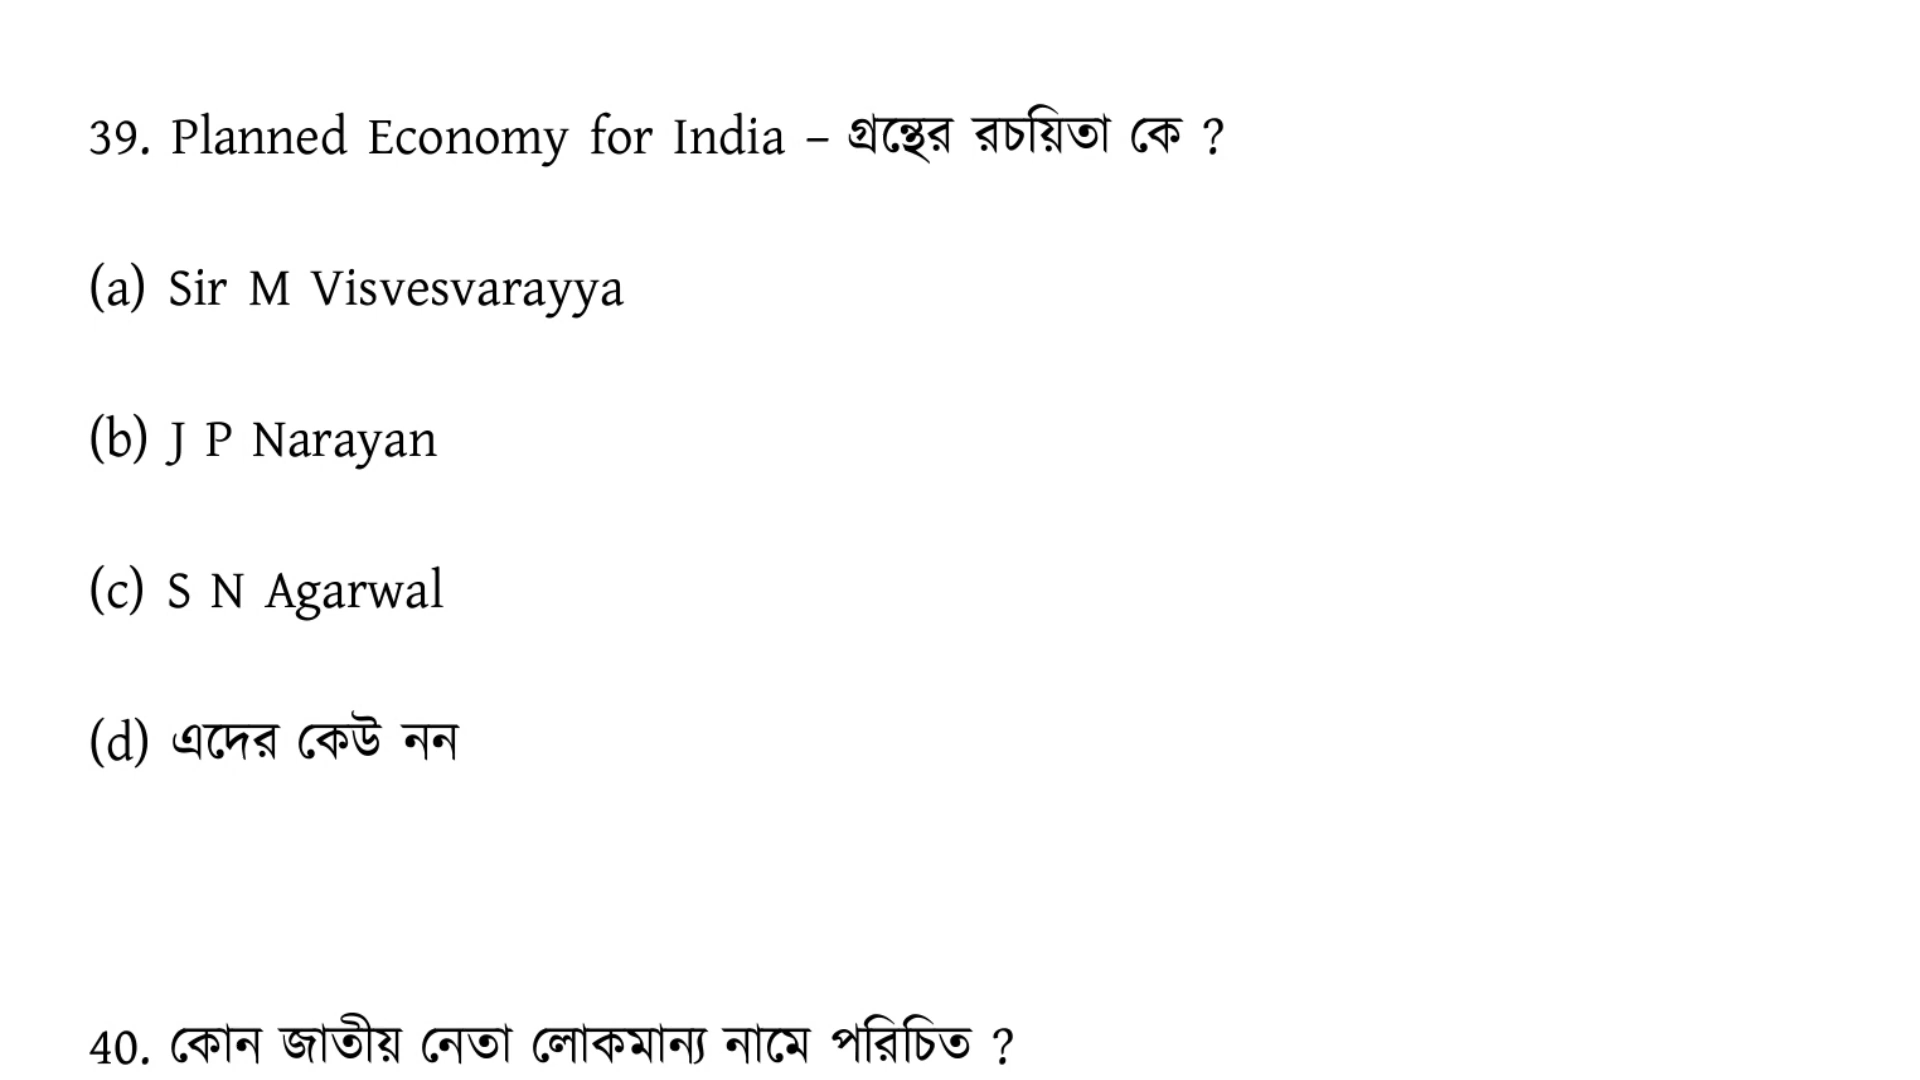 39. Planned Economy for India – গ্রন্থের রচয়িতা কে ?
(a) Sir M Visvesvarayya
(b) J P Narayan
(c) S N Agarwal
(d) এদের কেউ নন
40. কোন জাতীয় নেতা লোকমান্য নামে পরিচিত ?